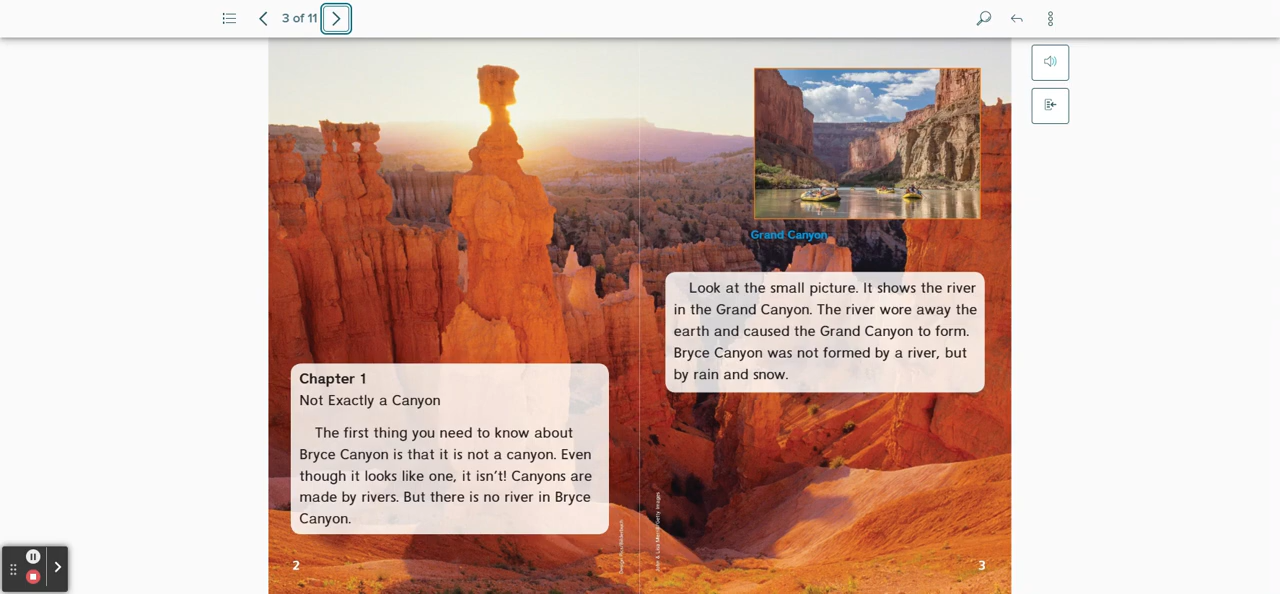 3 of 11
Grand Canyon
Look at the small picture. It shows the river
in the Grand Canyon. The river wore away the
earth and caused the Grand Canyon to form.
Bryce Canyon was not formed by a river, but
by rain and snow.
Chapter 1
Not Exactly a Canyon
The first thing you need to know about
Bryce Canyon is that it is not a canyon. Even
though it looks like one, it isn't! Canyons are
made by rivers. But there is no river in Bryce
Canyon.
2
3